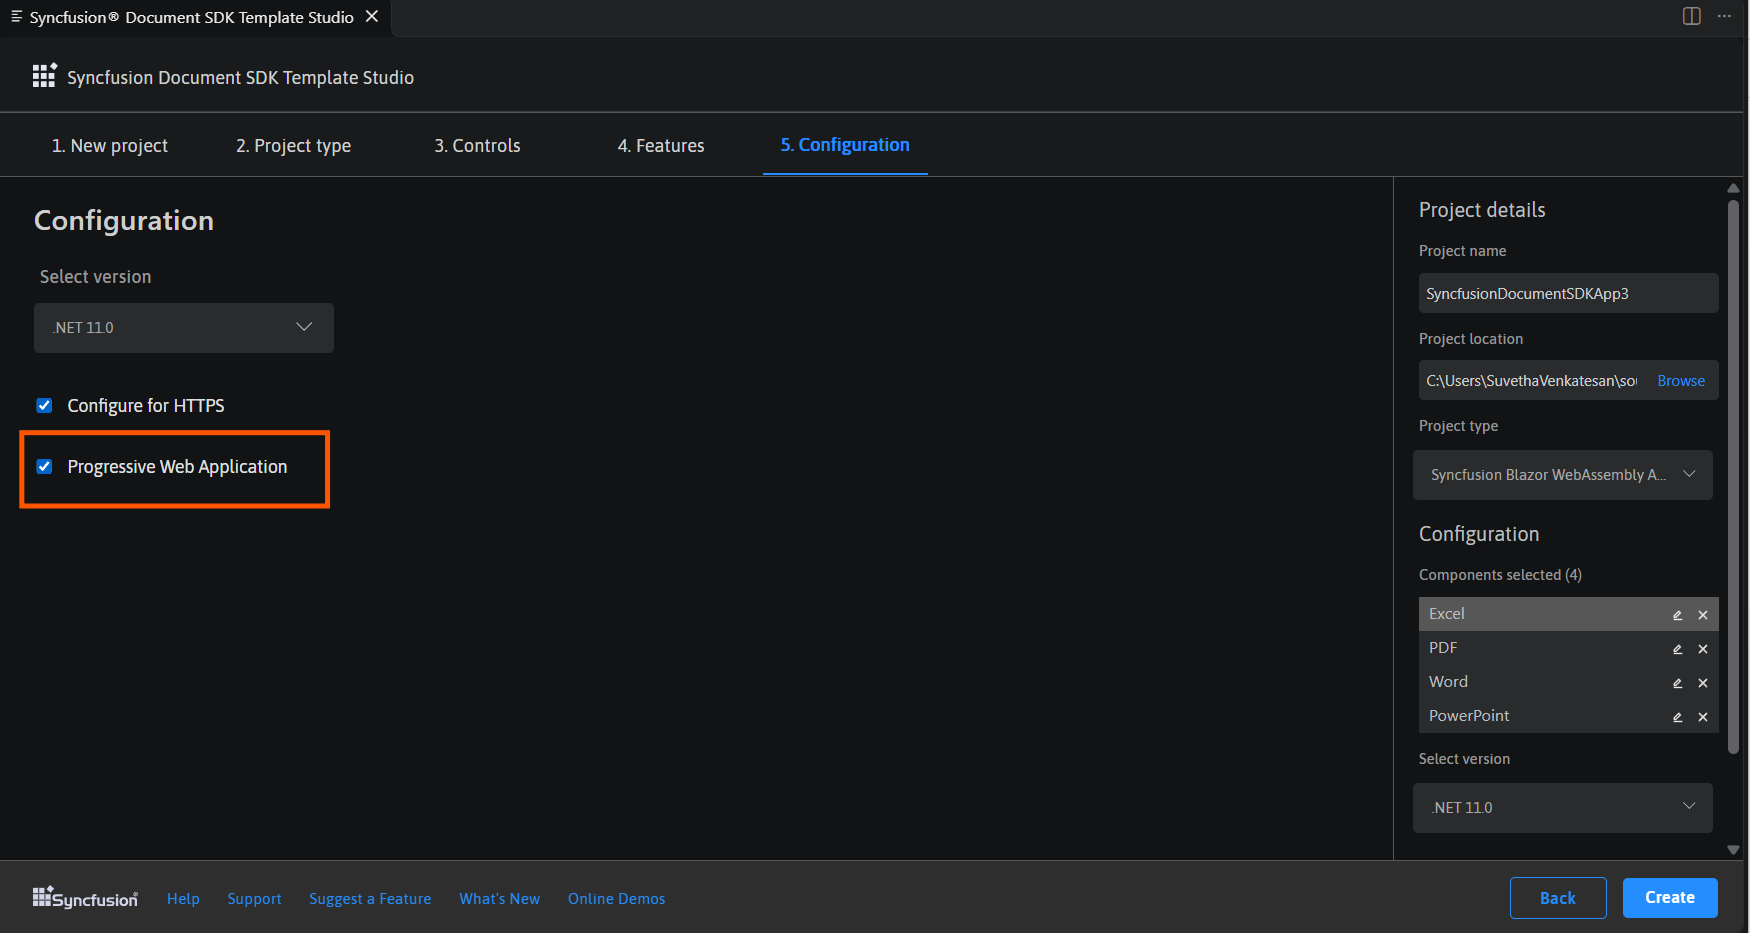 Syncfusion® Document SDK Template Studio
Syncfusion Document SDK Template Studio
1. New project
2. Project type
3. Controls
4. Features
5. Configuration
Configuration
Select version
.NET 11.0
Configure for HTTPS
Progressive Web Application
Project details
Project name
SyncfusionDocumentSDKApp3
Project location
C:\Users\SuvethaVenkatesan\sou
Browse
Project type
Syncfusion Blazor WebAssembly A...
Configuration
Components selected (4)
Excel
PDF
Word
PowerPoint
Select version
.NET 11.0
Syncfusion®
Help
Support
Suggest a Feature
What's New
Online Demos
Back
Create